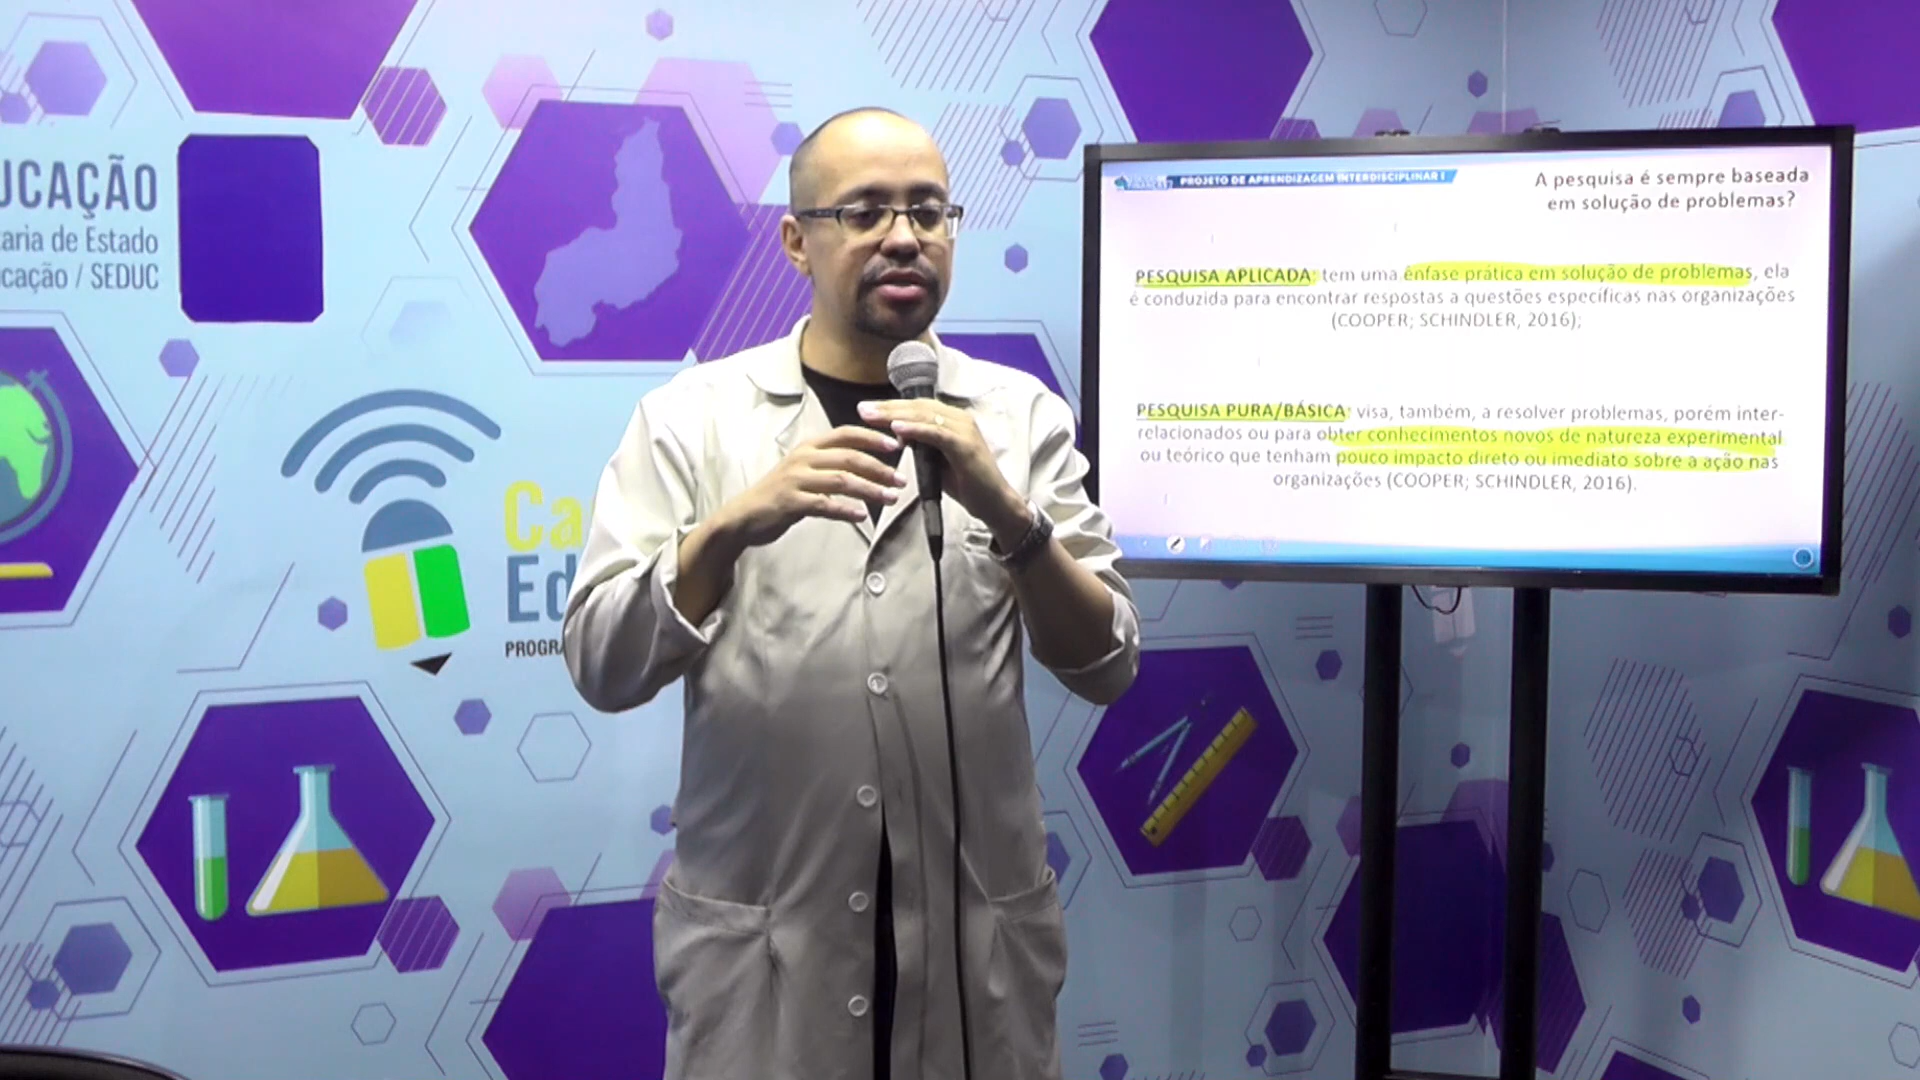 UCAÇÃO
taria de Estado
cação / SEDUC
Ca
Ed
PROGRA
PROJETO DE APRENDIZAGEM INTERDISCIPLINAR I
A pesquisa é sempre baseada
em solução de problemas?
PESQUISA APLICADA: tem uma ênfase prática em solução de problemas, ela
é conduzida para encontrar respostas a questões específicas nas organizações
(COOPER; SCHINDLER, 2016);
PESQUISA PURA/BÁSICA: visa, também, a resolver problemas, porém inter-
relacionados ou para obter conhecimentos novos de natureza experimental
ou teórico que tenham pouco impacto direto ou imediato sobre a ação nas
organizações (COOPER; SCHINDLER, 2016).